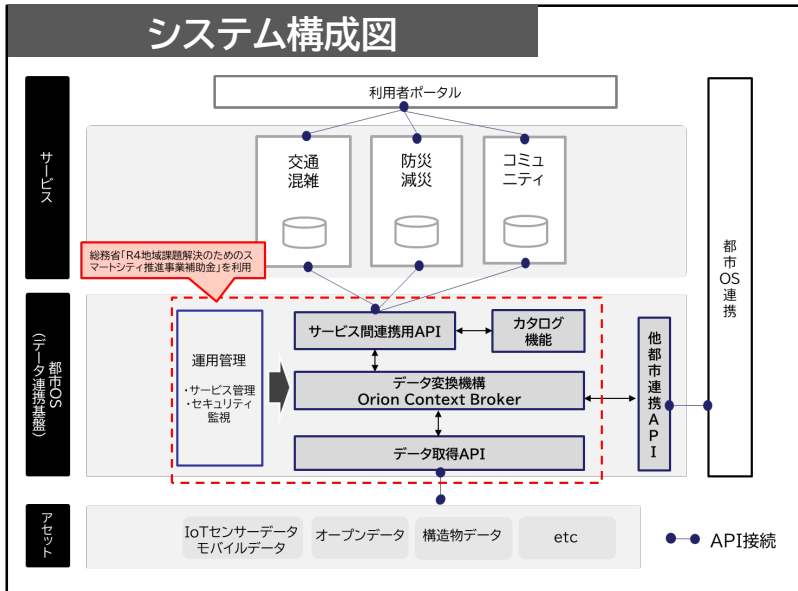 システム構成図
利用者ポータル
サービス
交通
混雑
防災
減災
コミュ
ニティ
総務省「R4地域課題解決のためのス
マートシティ推進事業補助金」を利用
都市OS連携
都市OS
(データ連携基盤)
運用管理
・サービス管理
・セキュリティ
監視
サービス間連携用API
カタログ
機能
データ変換機構
Orion Context Broker
データ取得API
他都市連携API
アセット
IoTセンサーデータ
モバイルデータ
オープンデータ
構造物データ
etc
API接続